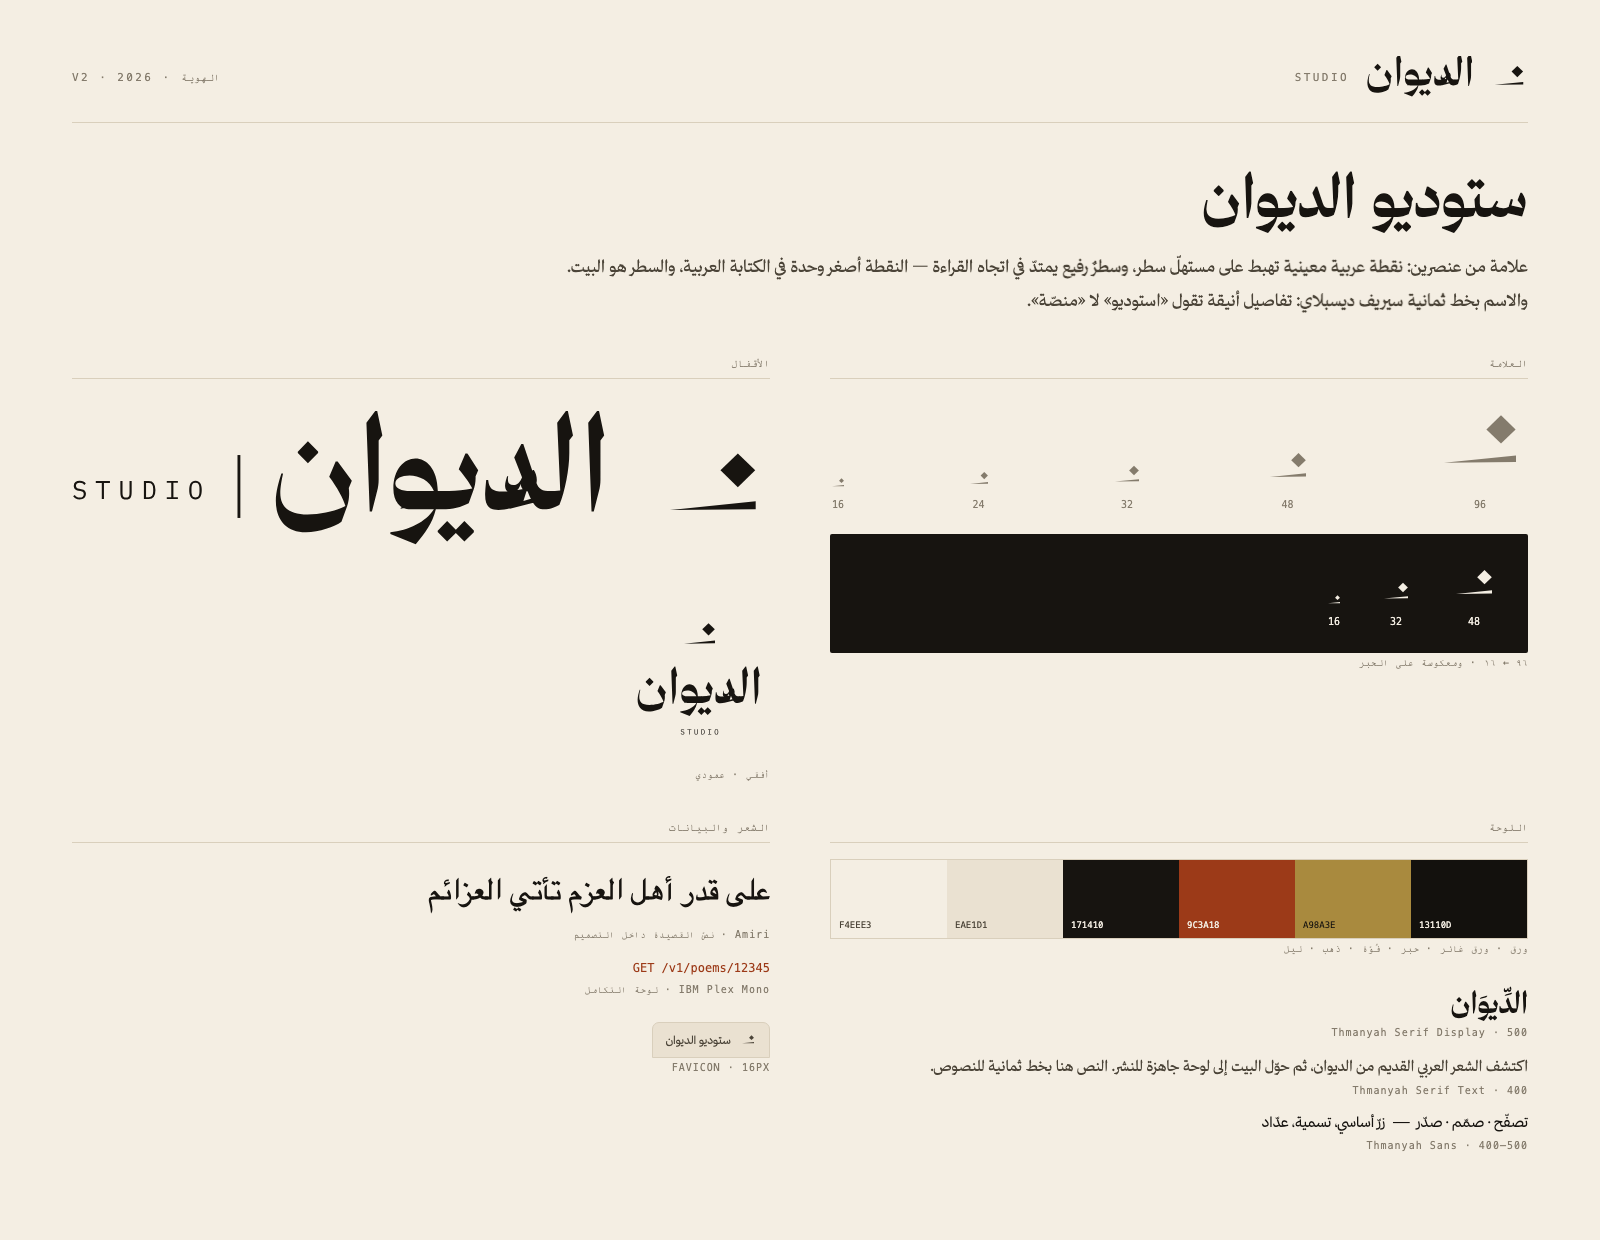 الديوان STUDIO
V2 · 2026 · الهوية
ستوديو الديوان
علامة من عنصرين: نقطة عربية معينية تهبط على مستهلّ سطر، وسطرٌ رفيع يمتدّ في اتجاه القراءة — النقطة أصغر وحدة في الكتابة العربية، والسطر هو البيت.
والاسم بخط ثمانية سيريف ديسبلاي: تفاصيل أنيقة تقول «استوديو» لا «منصّة».
العلامة
96 48 32 24 16
48 32 16
٩٦ ← ١٦ · ومعكوسة على الحبر
الأقفال
الديوان | STUDIO
الديوان
STUDIO
أفقي · عمودي
اللوحة
13110D A98A3E 9C3A18 171410 EAE1D1 F4EEE3
ورق · ورق غائر · حبر · فُوّة · ذهب · ليل
الدِّيوَان
Thmanyah Serif Display · 500
اكتشف الشعر العربي القديم من الديوان، ثم حوّل البيت إلى لوحة جاهزة للنشر. النص هنا بخط ثمانية للنصوص.
Thmanyah Serif Text · 400
تصفّح · صمّم · صدّر — زرّ أساسي، تسمية، عدّاد
Thmanyah Sans · 400–500
الشعر والبيانات
على قدر أهل العزم تأتي العزائم
Amiri · نصّ القصيدة داخل التصميم
GET /v1/poems/12345
IBM Plex Mono · لوحة التكامل
ستوديو الديوان
FAVICON · 16PX